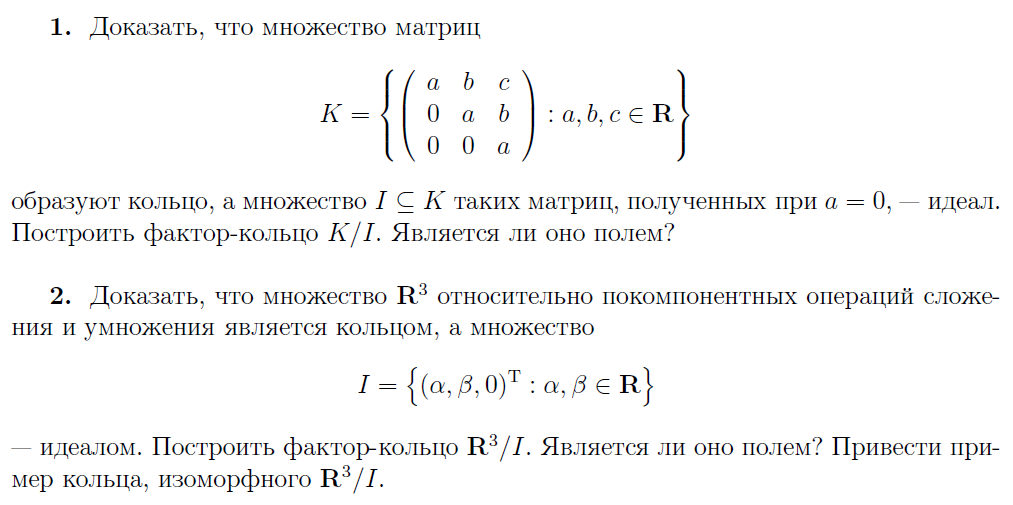 1. Доказать, что множество матриц
K = { ( a b c
0 a b
0 0 a ) : a, b, c ∈ R }
образуют кольцо, а множество I ⊆ K таких матриц, полученных при a = 0, — идеал.
Построить фактор-кольцо K/I. Является ли оно полем?
2. Доказать, что множество R³ относительно покомпонентных операций сложе-
ния и умножения является кольцом, а множество
I = {(α, β, 0)ᵀ : α, β ∈ R}
— идеалом. Построить фактор-кольцо R³/I. Является ли оно полем? Привести при-
мер кольца, изоморфного R³/I.